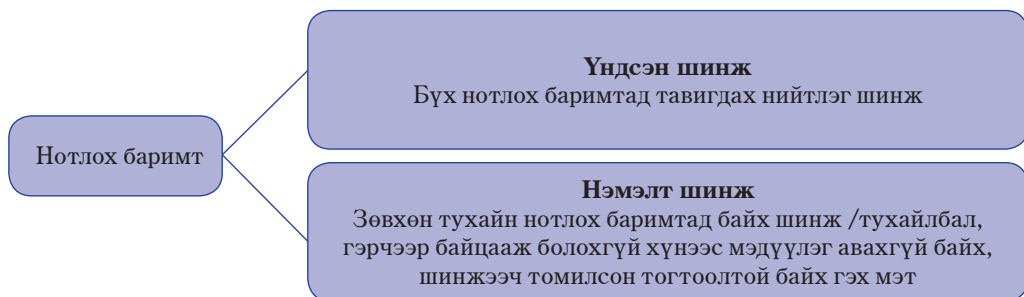 Нотлох баримт
Үндсэн шинж
Бүх нотлох баримтад тавигдах нийтлэг шинж
Нэмэлт шинж
Зөвхөн тухайн нотлох баримтад байх шинж /тухайлбал,
гэрчээр байцааж болохгүй хүнээс мэдүүлэг авахгүй байх,
шинжээч томилсон тогтоолтой байх гэх мэт